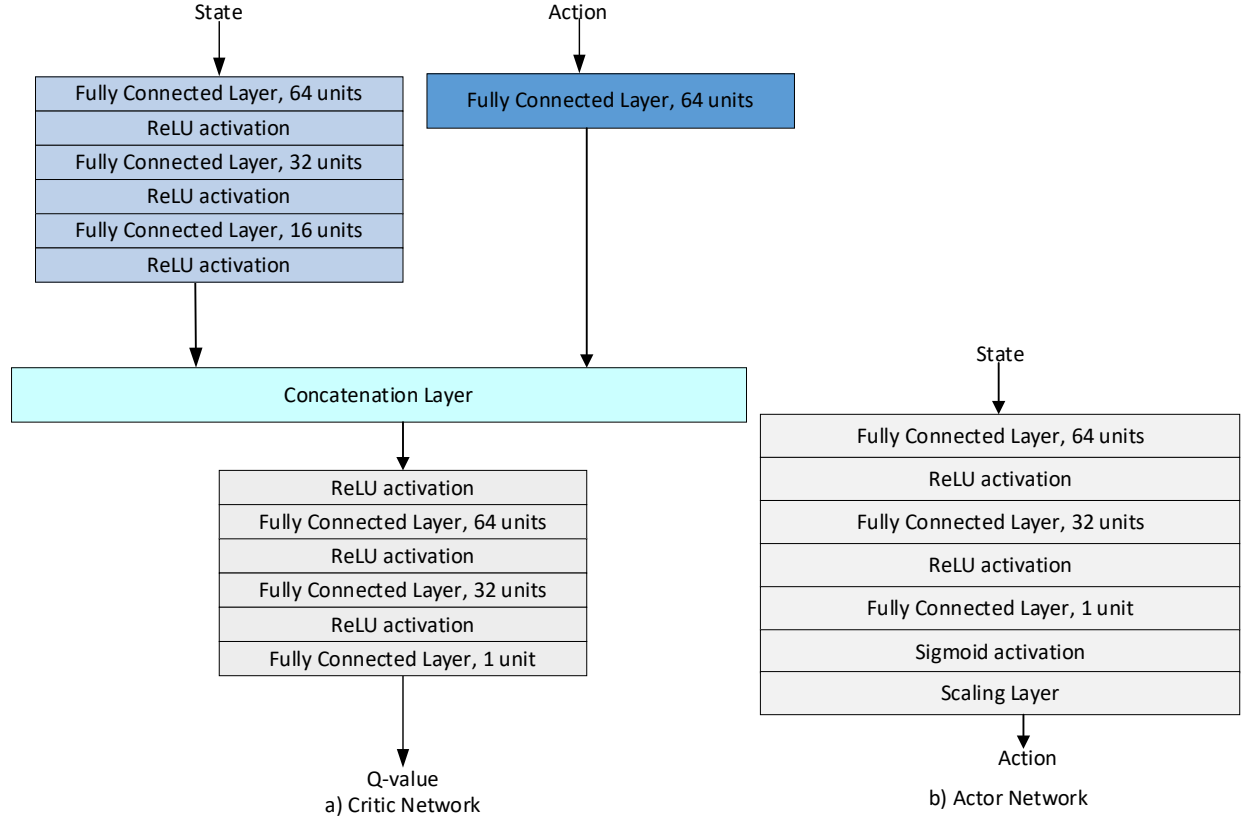 State
Fully Connected Layer, 64 units
ReLU activation
Fully Connected Layer, 32 units
ReLU activation
Fully Connected Layer, 16 units
ReLU activation
Action
Fully Connected Layer, 64 units
Concatenation Layer
ReLU activation
Fully Connected Layer, 64 units
ReLU activation
Fully Connected Layer, 32 units
ReLU activation
Fully Connected Layer, 1 unit
Q-value
a) Critic Network
State
Fully Connected Layer, 64 units
ReLU activation
Fully Connected Layer, 32 units
ReLU activation
Fully Connected Layer, 1 unit
Sigmoid activation
Scaling Layer
Action
b) Actor Network